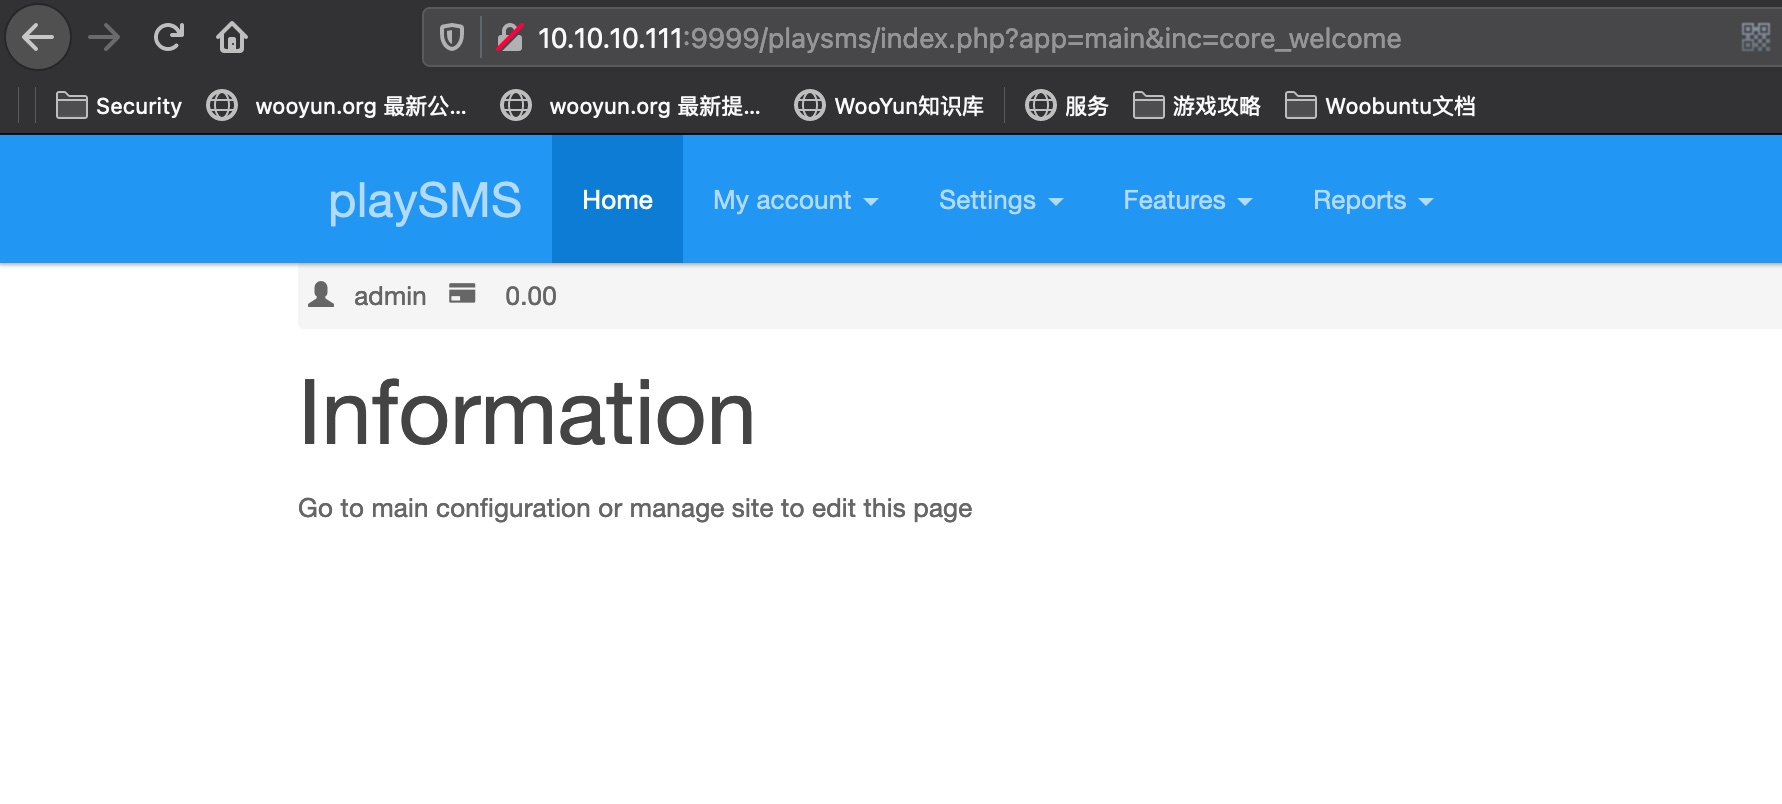 10.10.10.111:9999/playsms/index.php?app=main&inc=core_welcome
Security wooyun.org 最新公... wooyun.org 最新提... WooYun知识库 服务 游戏攻略 Woobuntu文档
playSMS Home My account Settings Features Reports
admin 0.00
Information
Go to main configuration or manage site to edit this page